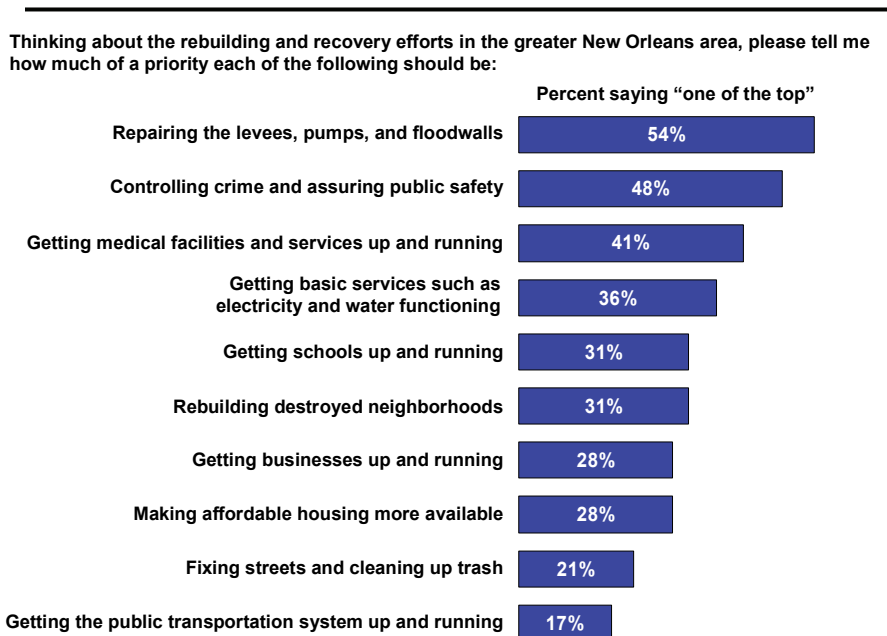 Thinking about the rebuilding and recovery efforts in the greater New Orleans area, please tell me
how much of a priority each of the following should be:
Percent saying “one of the top”
Repairing the levees, pumps, and floodwalls 54%
Controlling crime and assuring public safety 48%
Getting medical facilities and services up and running 41%
Getting basic services such as
electricity and water functioning 36%
Getting schools up and running 31%
Rebuilding destroyed neighborhoods 31%
Getting businesses up and running 28%
Making affordable housing more available 28%
Fixing streets and cleaning up trash 21%
Getting the public transportation system up and running 17%